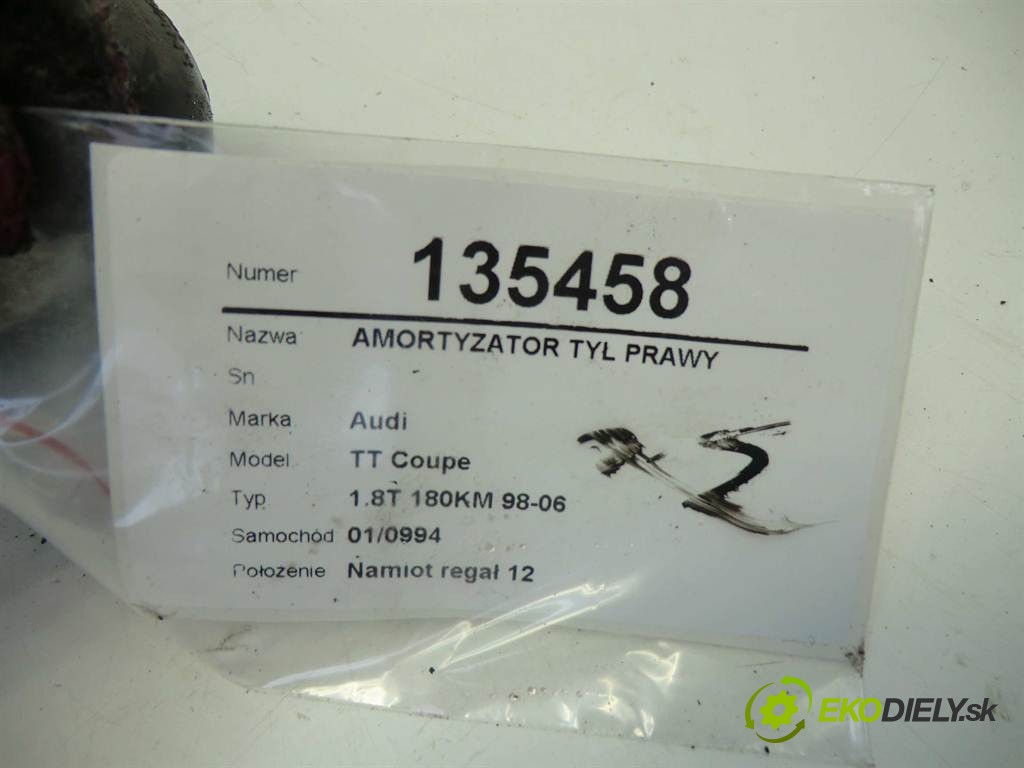 Numer 135458
Nazwa AMORTYZATOR TYL PRAWY
Sn
Marka Audi
Model TT Coupe
Typ 1.8T 180KM 98-06
Samochód 01/0994
Położenie Namiot regał 12
EKODIELY.sk